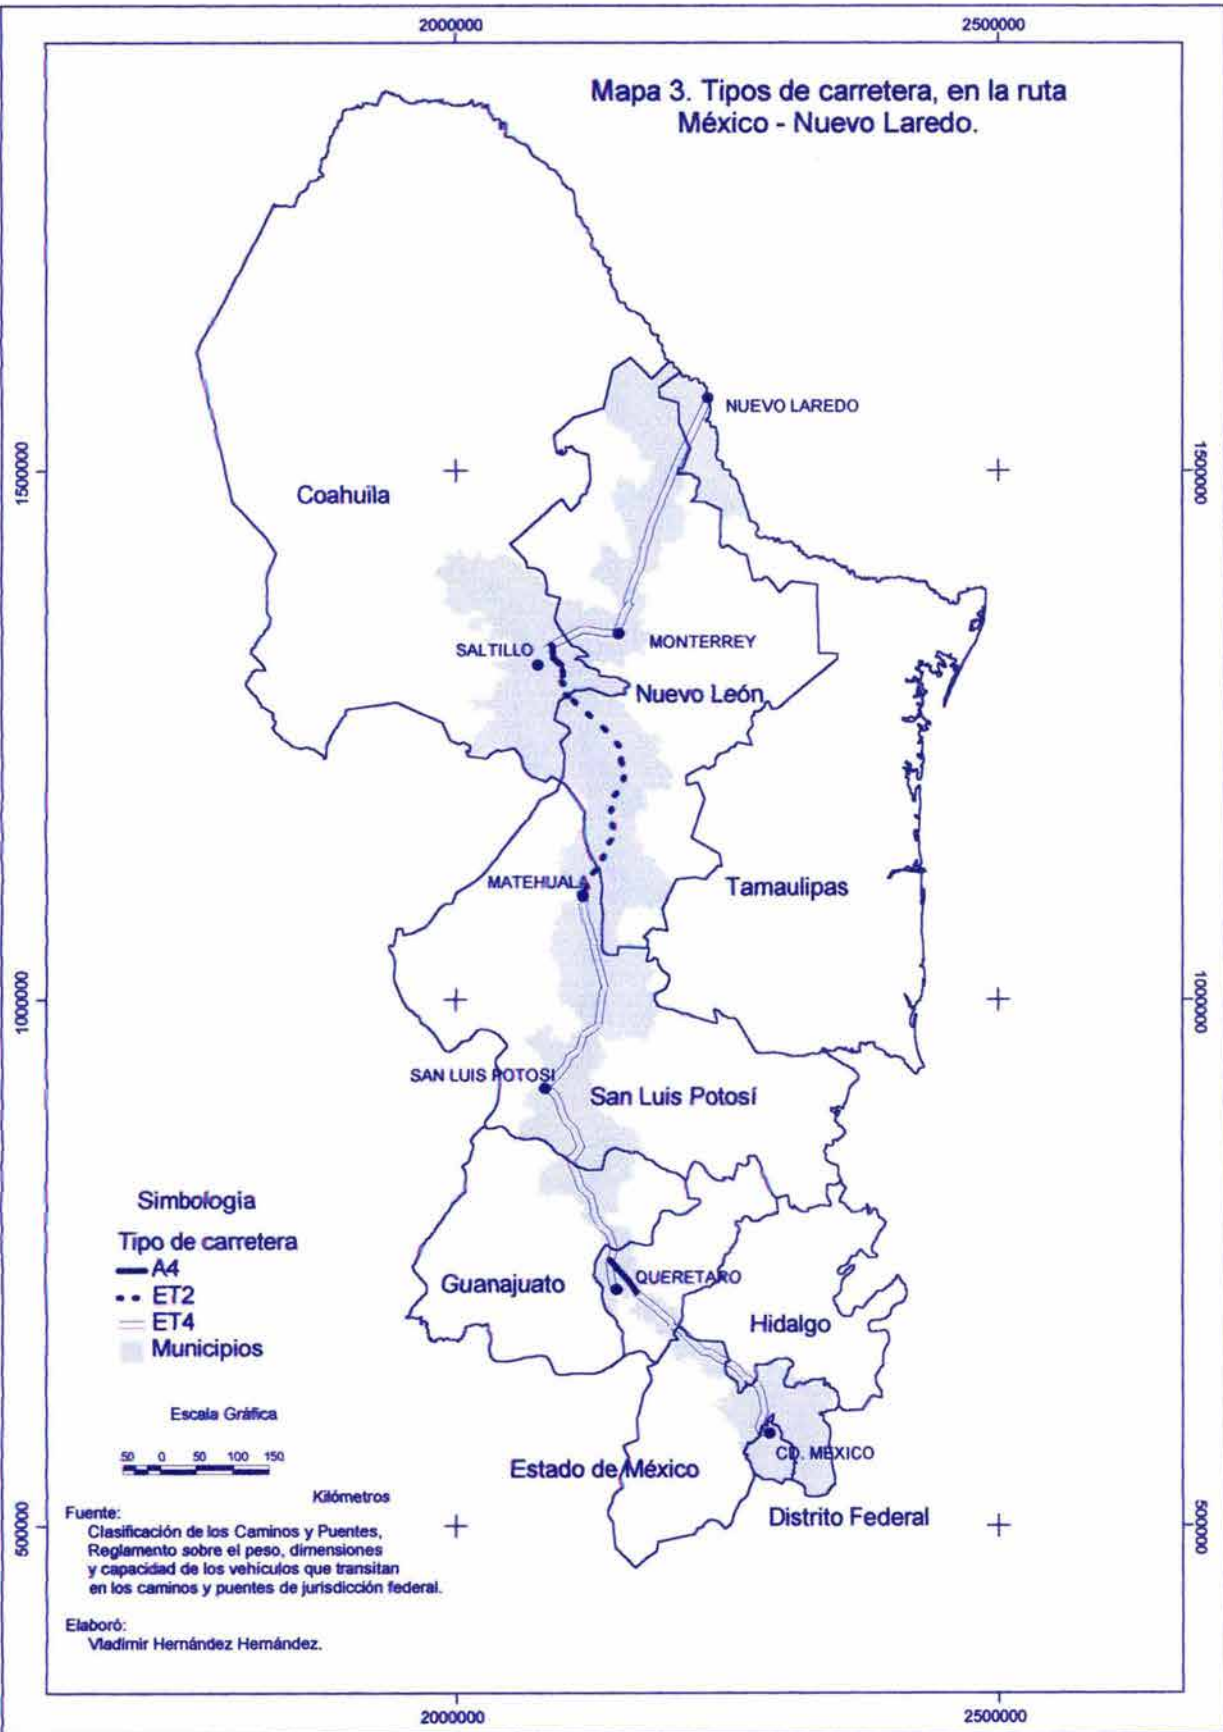 2000000
2500000
Mapa 3. Tipos de carretera, en la ruta
México - Nuevo Laredo.
NUEVO LAREDO
1500000
1500000
Coahuila
SALTILLO
MONTERREY
Nuevo León
MATEHUALA
Tamaulipas
1000000
1000000
SAN LUIS POTOSI
San Luis Potosí
Simbología
Tipo de carretera
A4
ET2
ET4
Municipios
Guanajuato
QUERETARO
Hidalgo
Escala Gráfica
50 0 50 100 150
Kilómetros
Estado de México
CD. MEXICO
Distrito Federal
500000
500000
Fuente:
Clasificación de los Caminos y Puentes,
Reglamento sobre el peso, dimensiones
y capacidad de los vehículos que transitan
en los caminos y puentes de jurisdicción federal.
Elaboró:
Vladimir Hernández Hernández.
2000000
2500000